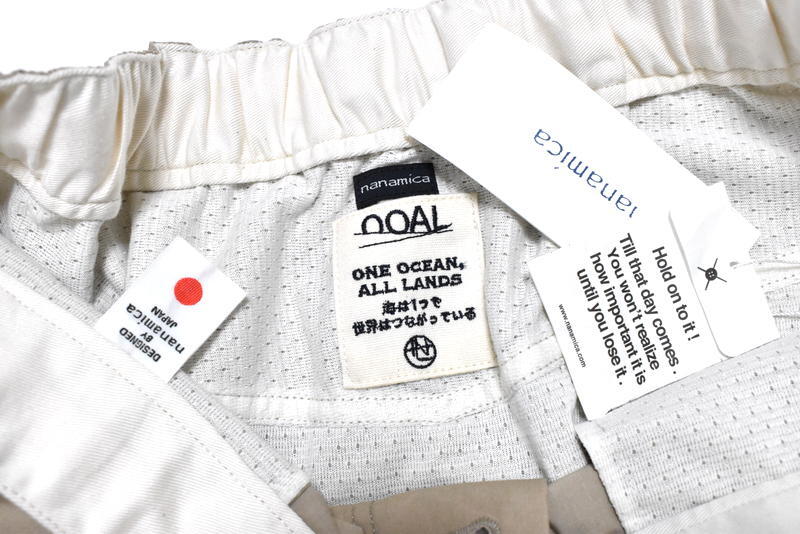 nanamica
OOAL
ONE OCEAN,
ALL LANDS
海は1つで
世界はつながっている
DESIGNED
BY
JAPAN
nanamica
nanamica
Hold on to it !
Till that day comes.
You won't realize
how important it is
until you lose it .
www.nanamica.com